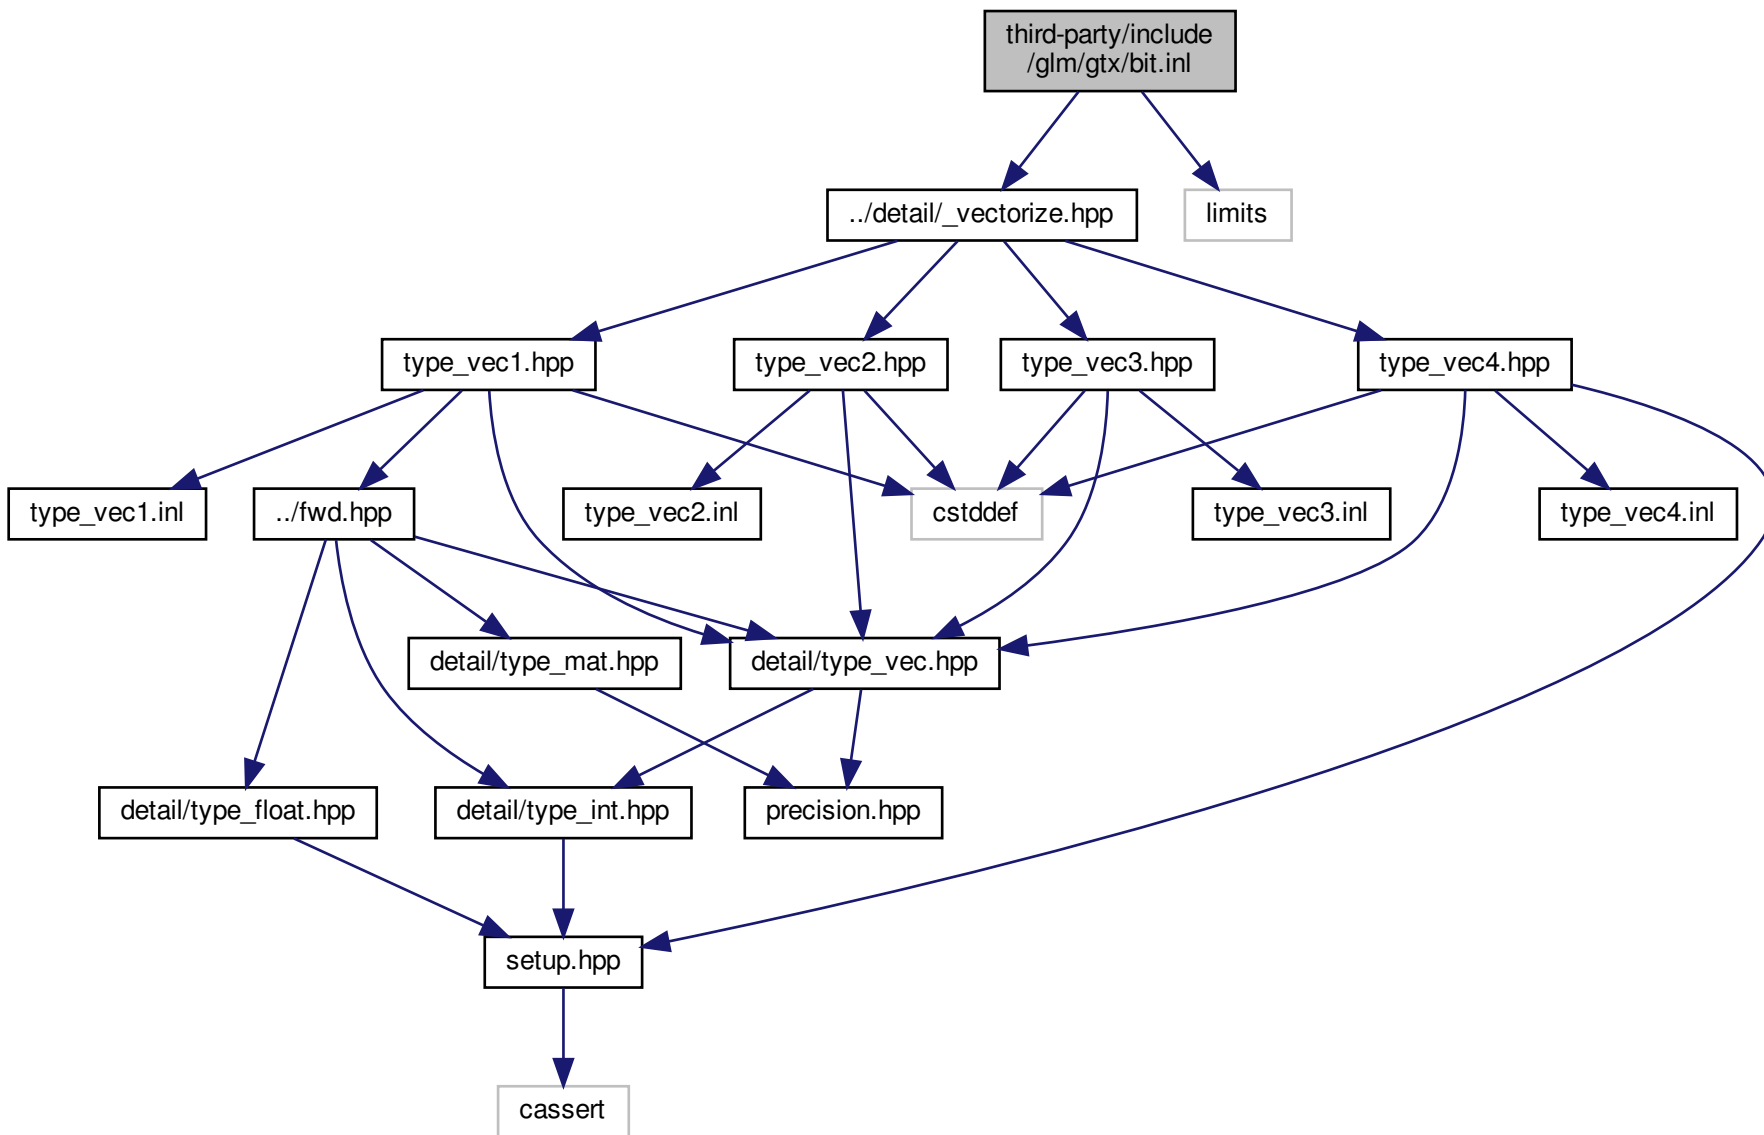 third-party/include
/glm/gtx/bit.inl
../detail/_vectorize.hpp
limits
type_vec1.hpp
type_vec2.hpp
type_vec3.hpp
type_vec4.hpp
type_vec1.inl
../fwd.hpp
type_vec2.inl
cstddef
type_vec3.inl
type_vec4.inl
detail/type_mat.hpp
detail/type_vec.hpp
detail/type_float.hpp
detail/type_int.hpp
precision.hpp
setup.hpp
cassert